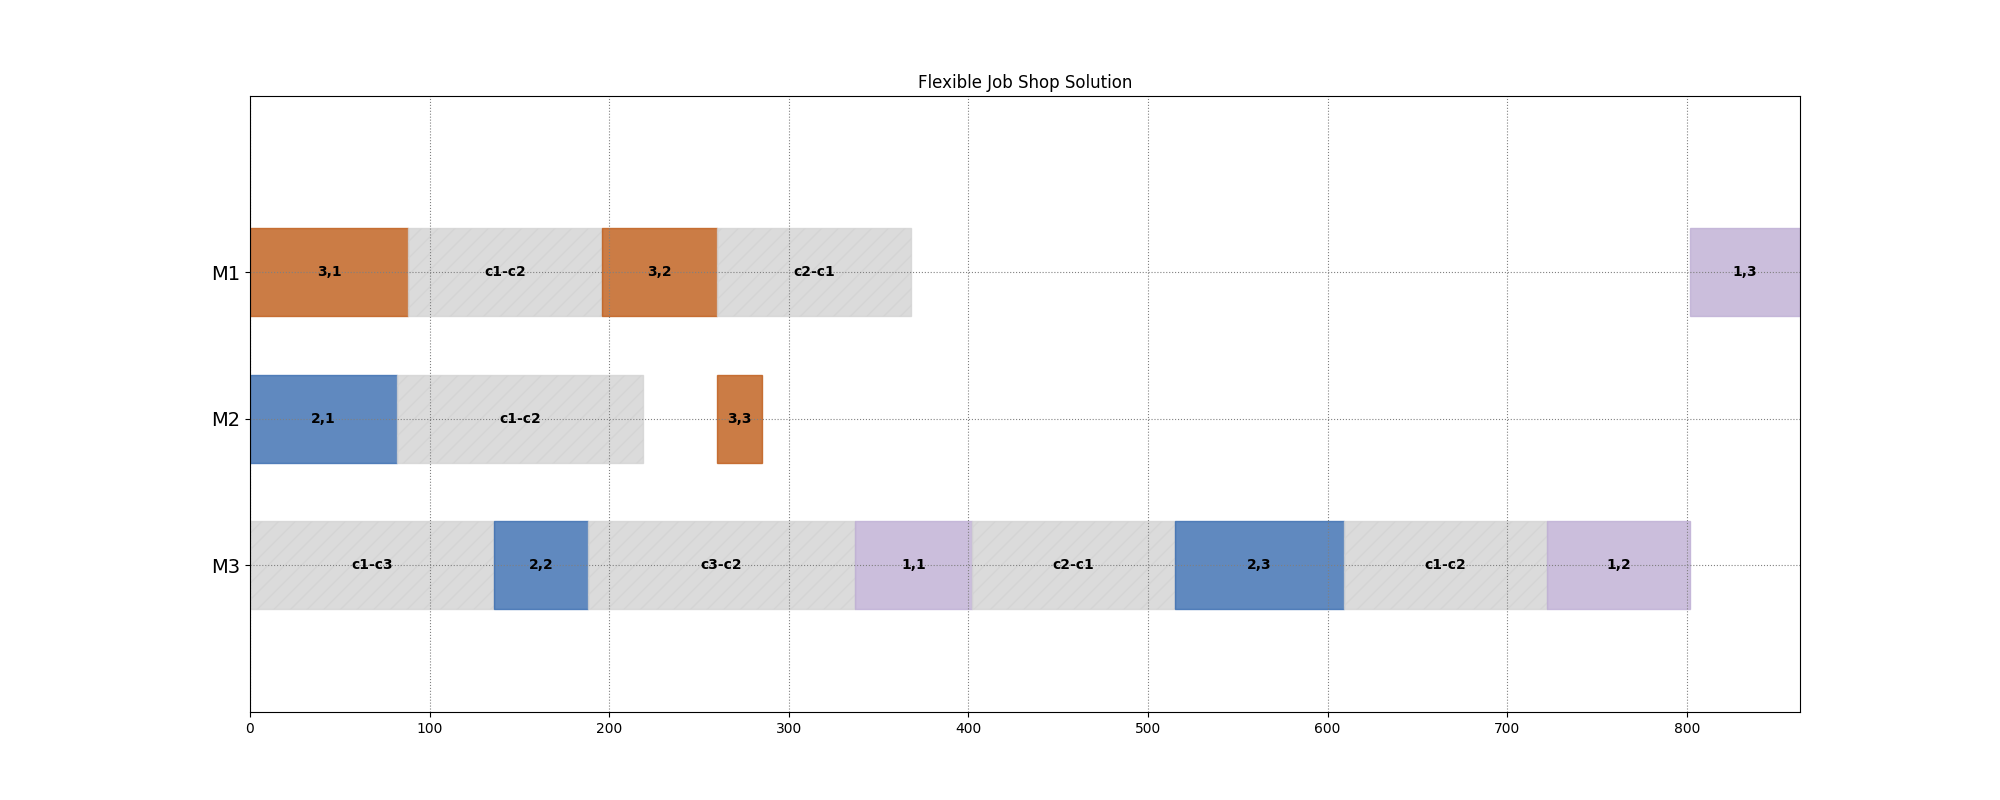 Flexible Job Shop Solution
M1 3,1 c1-c2 3,2 c2-c1 1,3
M2 2,1 c1-c2 3,3
M3 c1-c3 2,2 c3-c2 1,1 c2-c1 2,3 c1-c2 1,2
0 100 200 300 400 500 600 700 800